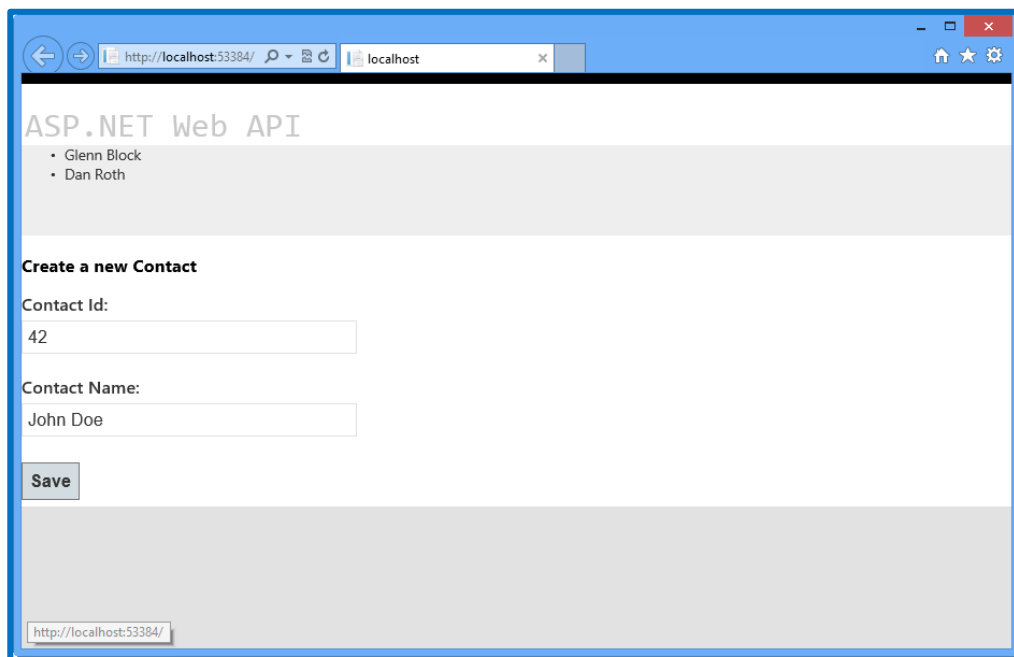 http://localhost:53384/
localhost
ASP.NET Web API
• Glenn Block
• Dan Roth
Create a new Contact
Contact Id:
42
Contact Name:
John Doe
Save
http://localhost:53384/